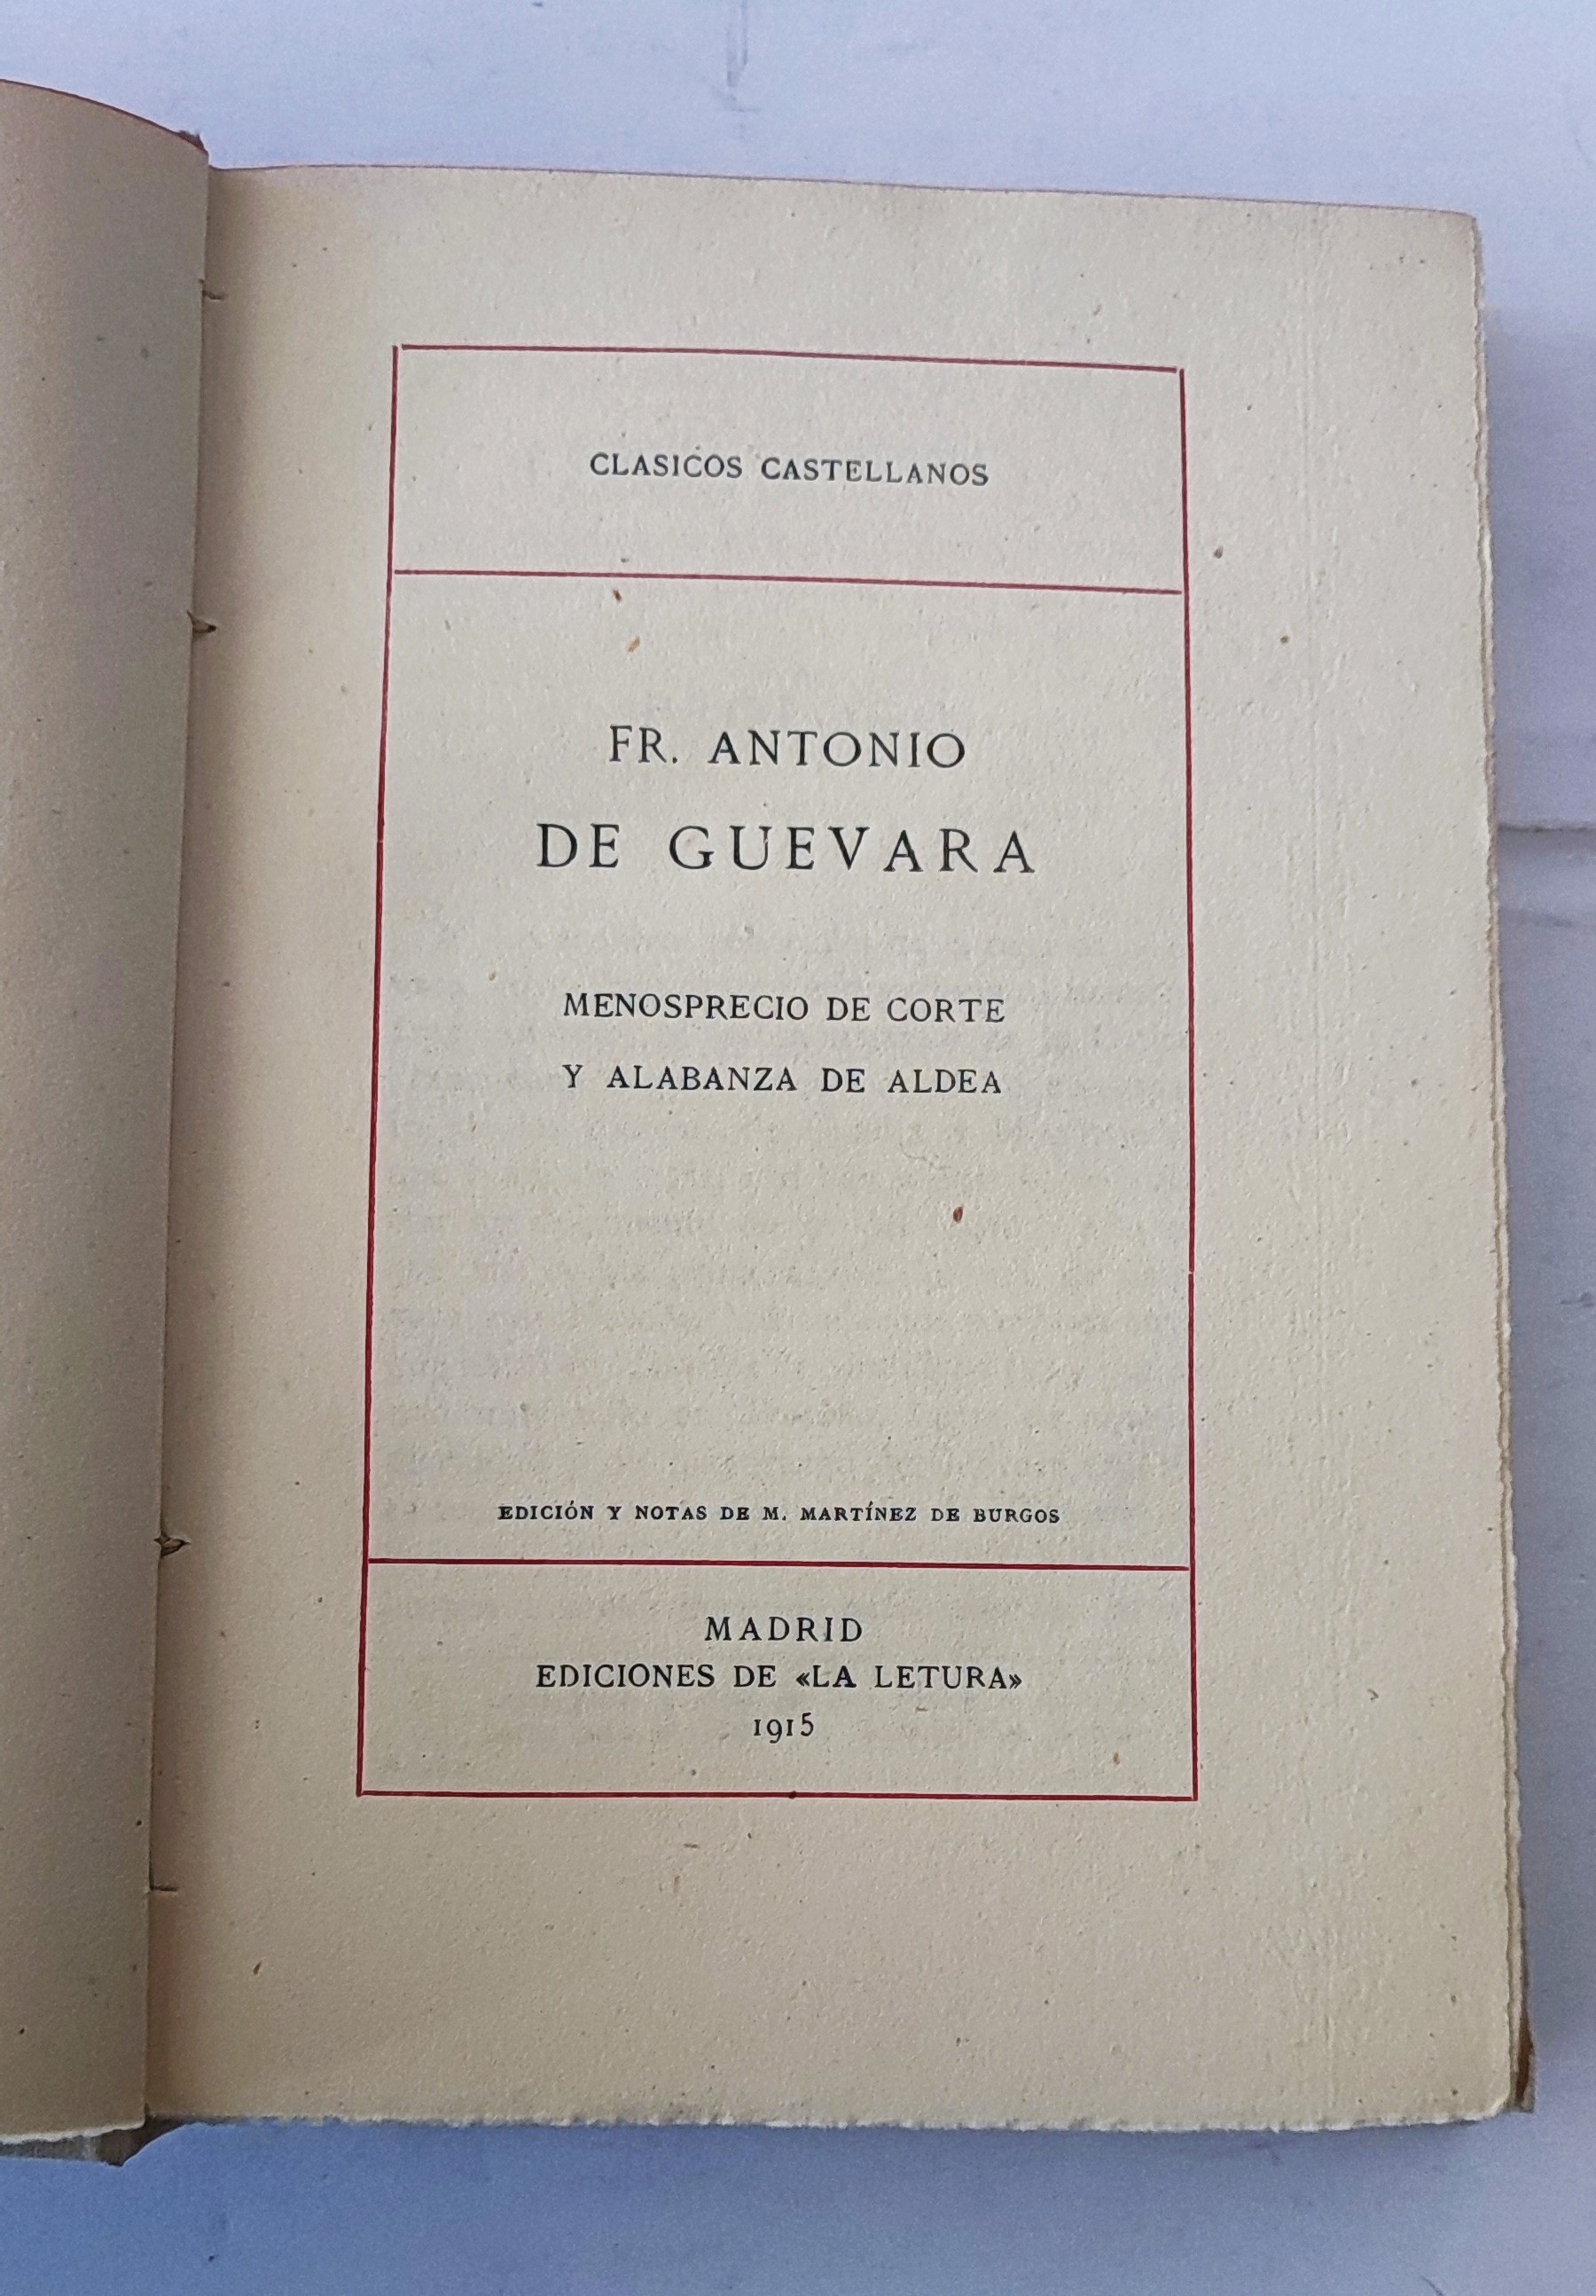 CLASICOS CASTELLANOS
FR. ANTONIO
DE GUEVARA
MENOSPRECIO DE CORTE
Y ALABANZA DE ALDEA
EDICIÓN Y NOTAS DE M. MARTÍNEZ DE BURGOS
MADRID
EDICIONES DE «LA LETURA»
1915